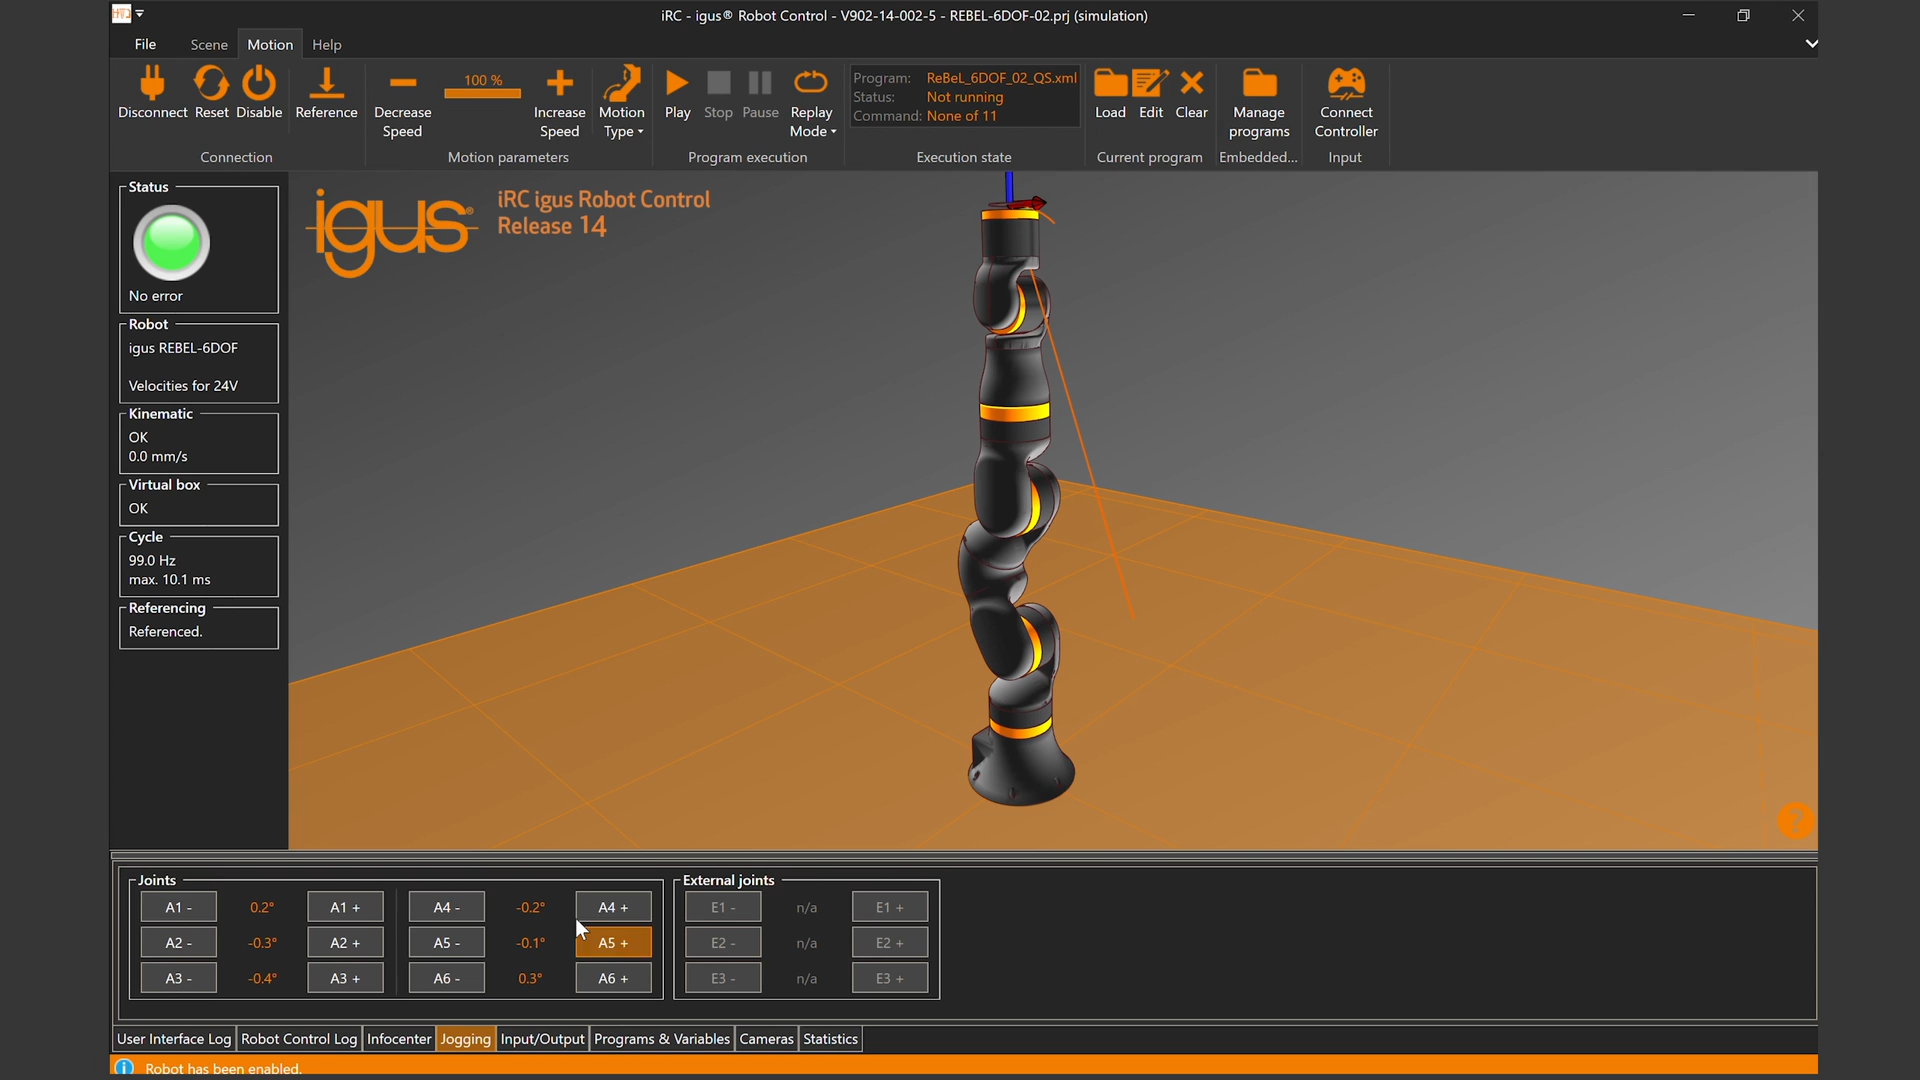 iRC - igus® Robot Control - V902-14-002-5 - REBEL-6DOF-02.prj (simulation)
File Scene Motion Help
Disconnect Reset Disable Reference Decrease Speed 100 % Increase Speed Motion Type Play Stop Pause Replay Mode
Program: ReBeL_6DOF_02_QS.xml
Status: Not running
Command: None of 11
Load Edit Clear Manage programs Connect Controller
Connection Motion parameters Program execution Execution state Current program Embedded... Input
Status
No error
Robot
igus REBEL-6DOF
Velocities for 24V
Kinematic
OK
0.0 mm/s
Virtual box
OK
Cycle
99.0 Hz
max. 10.1 ms
Referencing
Referenced.
igus®
iRC igus Robot Control
Release 14
?
Joints External joints
A1 - 0.2° A1 + A4 - -0.2° A4 + E1 - n/a E1 +
A2 - -0.3° A2 + A5 - -0.1° A5 + E2 - n/a E2 +
A3 - -0.4° A3 + A6 - 0.3° A6 + E3 - n/a E3 +
User Interface Log Robot Control Log Infocenter Jogging Input/Output Programs & Variables Cameras Statistics
Robot has been enabled.